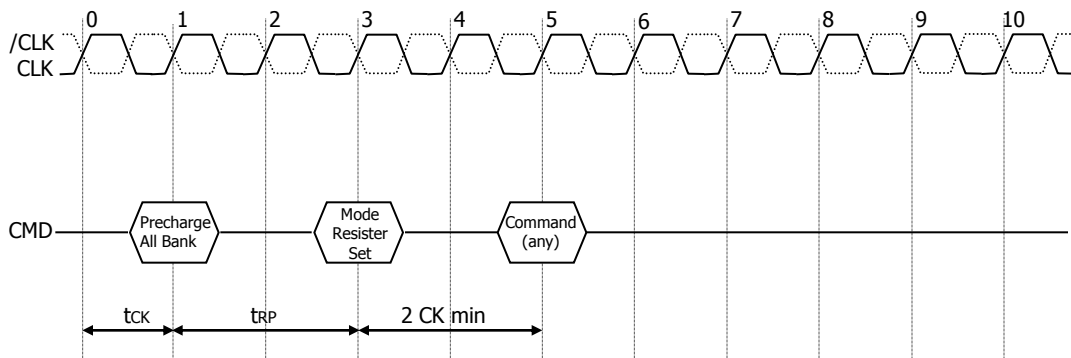 0 1 2 3 4 5 6 7 8 9 10
/CLK
CLK
CMD
Precharge
All Bank
Mode
Resister
Set
Command
(any)
tCK
tRP
2 CK min